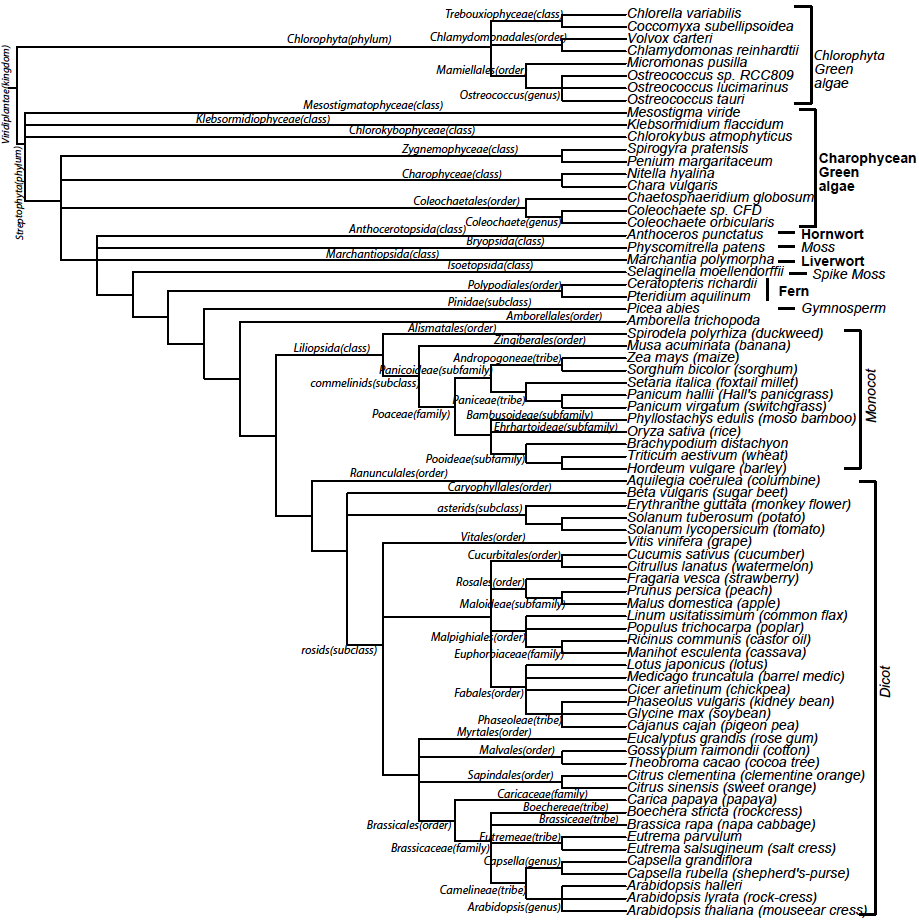 Trebouxiophyceae(class)
Chlorella variabilis
Coccomyxa subellipsoidea
Chlorophyta(phylum)
Chlamydomonadales(order)
Volvox carteri
Chlamydomonas reinhardtii
Mamiellales(order
Micromonas pusilla
Ostreococcus sp. RCC809
Ostreococcus(genus)
Ostreococcus lucimarinus
Ostreococcus tauri
Chlorophyta
Green
algae
Viridiplantae(kingdom)
Streptophyta(phylum)
Mesostigmatophyceae(class)
Mesostigma viride
Klebsormidiophyceae(class)
Klebsormidium flaccidum
Chlorokybophyceae(class)
Chlorokybus atmophyticus
Zygnemophyceae(class)
Spirogyra pratensis
Penium margaritaceum
Charophyceae(class)
Nitella hyalina
Chara vulgaris
Coleochaetales(order)
Chaetosphaeridium globosum
Coleochaete sp. CFD
Coleochaete(genus)
Coleochaete orbicularis
Charophycean
Green
algae
Anthocerotopsida(class)
Anthoceros punctatus
Hornwort
Bryopsida(class)
Physcomitrella patens
Moss
Marchantiopsida(class)
Marchantia polymorpha
Liverwort
Isoetopsida(class)
Selaginella moellendorffii
Spike Moss
Polypodiales(order)
Ceratopteris richardii
Pteridium aquilinum
Fern
Pinidae(subclass)
Picea abies
Gymnosperm
Amborellales(order)
Amborella trichopoda
Liliopsida(class)
Alismatales(order)
Spirodela polyrhiza (duckweed)
Zingiberales(order)
Musa acuminata (banana)
commelinids(subclass)
Panicoideae(subfamily)
Andropogoneae(tribe)
Zea mays (maize)
Sorghum bicolor (sorghum)
Paniceae(tribe)
Setaria italica (foxtail millet)
Panicum hallii (Hall's panicgrass)
Panicum virgatum (switchgrass)
Poaceae(family)
Bambusoideae(subfamily)
Phyllostachys edulis (moso bamboo)
Ehrhartoideae(subfamily)
Oryza sativa (rice)
Pooideae(subfamily)
Brachypodium distachyon
Triticum aestivum (wheat)
Hordeum vulgare (barley)
Monocot
Ranunculales(order)
Aquilegia coerulea (columbine)
Caryophyllales(order)
Beta vulgaris (sugar beet)
asterids(subclass)
Erythranthe guttata (monkey flower)
Solanum tuberosum (potato)
Solanum lycopersicum (tomato)
rosids(subclass)
Vitales(order)
Vitis vinifera (grape)
Cucurbitales(order)
Cucumis sativus (cucumber)
Citrullus lanatus (watermelon)
Rosales(order)
Fragaria vesca (strawberry)
Prunus persica (peach)
Maloideae(subfamily)
Malus domestica (apple)
Malpighiales(order)
Linum usitatissimum (common flax)
Populus trichocarpa (poplar)
Ricinus communis (castor oil)
Euphorbiaceae(family)
Manihot esculenta (cassava)
Fabales(order)
Lotus japonicus (lotus)
Medicago truncatula (barrel medic)
Cicer arietinum (chickpea)
Phaseolus vulgaris (kidney bean)
Phaseoleae(tribe)
Glycine max (soybean)
Cajanus cajan (pigeon pea)
Myrtales(order)
Eucalyptus grandis (rose gum)
Malvales(order)
Gossypium raimondii (cotton)
Theobroma cacao (cocoa tree)
Sapindales(order)
Citrus clementina (clementine orange)
Citrus sinensis (sweet orange)
Brassicales(order)
Caricaceae(family)
Carica papaya (papaya)
Boechereae(tribe)
Boechera stricta (rockcress)
Brassicaceae(family)
Brassiceae(tribe)
Brassica rapa (napa cabbage)
Eutremeae(tribe)
Eutrema parvulum
Eutrema salsugineum (salt cress)
Capsella(genus)
Capsella grandiflora
Capsella rubella (shepherd's-purse)
Camelineae(tribe)
Arabidopsis halleri
Arabidopsis lyrata (rock-cress)
Arabidopsis(genus)
Arabidopsis thaliana (mouseear cress)
Dicot